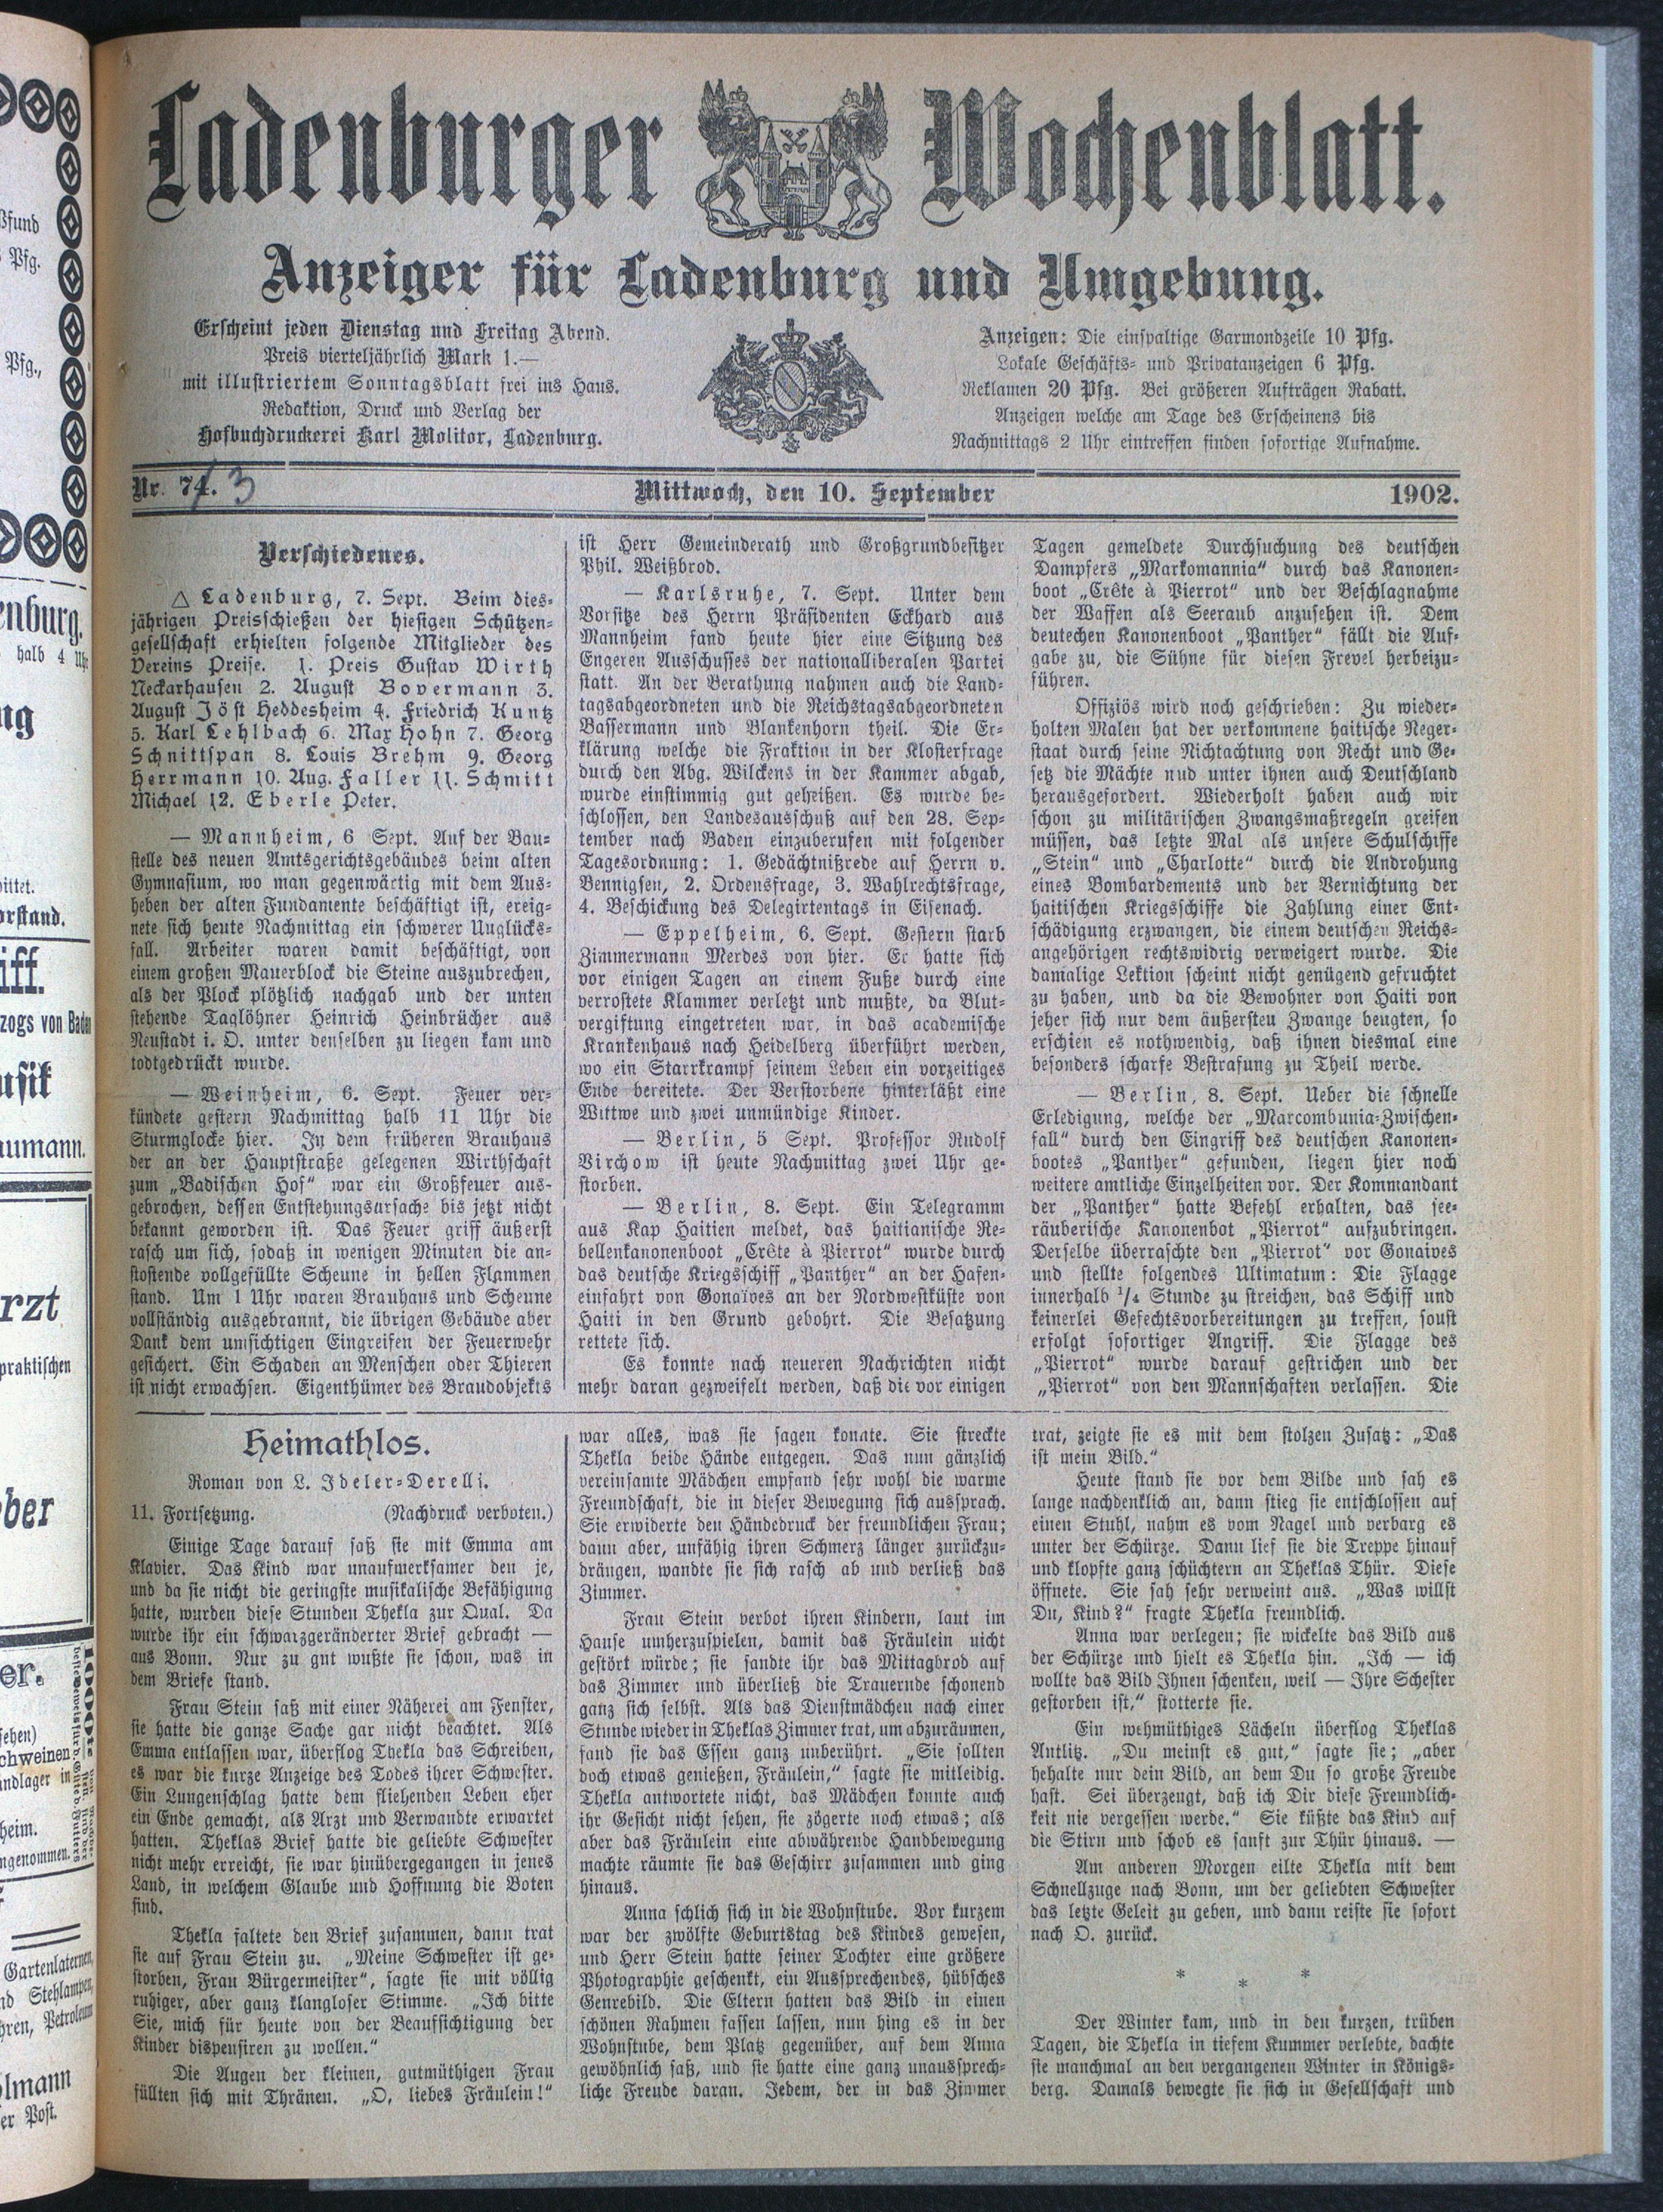 Ladenburger Wochenblatt.
Anzeiger für Ladenburg und Umgebung.
Erscheint jeden Dienstag und Freitag Abend.
Preis vierteljährlich Mark 1.—
mit illustriertem Sonntagsblatt frei ins Haus.
Redaktion, Druck und Verlag der
Hofbuchdruckerei Karl Molitor, Ladenburg.
Anzeigen: Die einspaltige Garmondzeile 10 Pfg.
Lokale Geschäfts- und Privatanzeigen 6 Pfg.
Reklamen 20 Pfg. Bei größeren Aufträgen Rabatt.
Anzeigen welche am Tage des Erscheinens bis
Nachmittags 2 Uhr eintreffen finden sofortige Aufnahme.
Nr. 74. 3
Mittwoch, den 10. September
1902.
Verschiedenes.
△ Ladenburg, 7. Sept. Beim dies-
jährigen Preisschießen der hiesigen Schützen-
gesellschaft erhielten folgende Mitglieder des
Vereins Preise. 1. Preis Gustav Wirth
Neckarhausen 2. August Bovermann 3.
August Jöst Heddesheim 4. Friedrich Kuntz
5. Karl Lehlbach 6. Max Hohn 7. Georg
Schnittspan 8. Louis Brehm 9. Georg
Herrmann 10. Aug. Faller 11. Schmitt
Michael 12. Eberle Peter.
— Mannheim, 6 Sept. Auf der Bau-
stelle des neuen Amtsgerichtsgebäudes beim alten
Gymnasium, wo man gegenwärtig mit dem Aus-
heben der alten Fundamente beschäftigt ist, ereig-
nete sich heute Nachmittag ein schwerer Unglücks-
fall. Arbeiter waren damit beschäftigt, von
einem großen Mauerblock die Steine auszubrechen,
als der Plock plötzlich nachgab und der unten
stehende Taglöhner Heinrich Heinbrücher aus
Neustadt i. O. unter denselben zu liegen kam und
todtgedrückt wurde.
— Weinheim, 6. Sept. Feuer ver-
kündete gestern Nachmittag halb 11 Uhr die
Sturmglocke hier. In dem früheren Brauhaus
der an der Hauptstraße gelegenen Wirthschaft
zum „Badischen Hof“ war ein Großfeuer aus-
gebrochen, dessen Entstehungsursache bis jetzt nicht
bekannt geworden ist. Das Feuer griff äußerst
rasch um sich, sodaß in wenigen Minuten die an-
stoßende vollgefüllte Scheune in hellen Flammen
stand. Um 1 Uhr waren Brauhaus und Scheune
vollständig ausgebrannt, die übrigen Gebäude aber
Dank dem umsichtigen Eingreifen der Feuerwehr
gesichert. Ein Schaden an Menschen oder Thieren
ist nicht erwachsen. Eigenthümer des Brandobjekts
ist Herr Gemeinderath und Großgrundbesitzer
Phil. Weißbrod.
— Karlsruhe, 7. Sept. Unter dem
Vorsitze des Herrn Präsidenten Eckhard aus
Mannheim fand heute hier eine Sitzung des
Engeren Ausschusses der nationalliberalen Partei
statt. An der Berathung nahmen auch die Land-
tagsabgeordneten und die Reichstagsabgeordneten
Bassermann und Blankenhorn theil. Die Er-
klärung welche die Fraktion in der Klosterfrage
durch den Abg. Wilckens in der Kammer abgab,
wurde einstimmig gut geheißen. Es wurde be-
schlossen, den Landesausschuß auf den 28. Sep-
tember nach Baden einzuberufen mit folgender
Tagesordnung: 1. Gedächtnißrede auf Herrn v.
Bennigsen, 2. Ordensfrage, 3. Wahlrechtsfrage,
4. Beschickung des Delegirtentags in Eisenach.
— Eppelheim, 6. Sept. Gestern starb
Zimmermann Merdes von hier. Er hatte sich
vor einigen Tagen an einem Fuße durch eine
verrostete Klammer verletzt und mußte, da Blut-
vergiftung eingetreten war, in das academische
Krankenhaus nach Heidelberg überführt werden,
wo ein Starrkrampf seinem Leben ein vorzeitiges
Ende bereitete. Der Verstorbene hinterläßt eine
Wittwe und zwei unmündige Kinder.
— Berlin, 5 Sept. Professor Rudolf
Virchow ist heute Nachmittag zwei Uhr ge-
storben.
— Berlin, 8. Sept. Ein Telegramm
aus Kap Haitien meldet, das haitianische Re-
bellenkanonenboot „Crête à Pierrot“ wurde durch
das deutsche Kriegsschiff „Panther“ an der Hafen-
einfahrt von Gonaïves an der Nordwestküste von
Haiti in den Grund gebohrt. Die Besatzung
rettete sich.
Es konnte nach neueren Nachrichten nicht
mehr daran gezweifelt werden, daß die vor einigen
Tagen gemeldete Durchsuchung des deutschen
Dampfers „Markomannia“ durch das Kanonen-
boot „Crête à Pierrot“ und der Beschlagnahme
der Waffen als Seeraub anzusehen ist. Dem
deutechen Kanonenboot „Panther“ fällt die Auf-
gabe zu, die Sühne für diesen Frevel herbeizu-
führen.
Offiziös wird noch geschrieben: Zu wieder-
holten Malen hat der verkommene haitische Neger-
staat durch seine Nichtachtung von Recht und Ge-
setz die Mächte nud unter ihnen auch Deutschland
herausgefordert. Wiederholt haben auch wir
schon zu militärischen Zwangsmaßregeln greifen
müssen, das letzte Mal als unsere Schulschiffe
„Stein“ und „Charlotte“ durch die Androhung
eines Bombardements und der Vernichtung der
haitischen Kriegsschiffe die Zahlung einer Ent-
schädigung erzwangen, die einem deutschen Reichs-
angehörigen rechtswidrig verweigert wurde. Die
damalige Lektion scheint nicht genügend gefruchtet
zu haben, und da die Bewohner von Haiti von
jeher sich nur dem äußersteu Zwange beugten, so
erschien es nothwendig, daß ihnen diesmal eine
besonders scharfe Bestrafung zu Theil werde.
— Berlin, 8. Sept. Ueber die schnelle
Erledigung, welche der „Marcombunia-Zwischen-
fall“ durch den Eingriff des deutschen Kanonen-
bootes „Panther“ gefunden, liegen hier noch
weitere amtliche Einzelheiten vor. Der Kommandant
der „Panther“ hatte Befehl erhalten, das see-
räuberische Kanonenbot „Pierrot“ aufzubringen.
Derselbe überraschte den „Pierrot“ vor Gonaives
und stellte folgendes Ultimatum: Die Flagge
innerhalb ¼ Stunde zu streichen, das Schiff und
keinerlei Gefechtsvorbereitungen zu treffen, soust
erfolgt sofortiger Angriff. Die Flagge des
„Pierrot“ wurde darauf gestrichen und der
„Pierrot“ von den Mannschaften verlassen. Die
Heimathlos.
Roman von L. Ideler-Derelli.
11. Fortsetzung. (Nachdruck verboten.)
Einige Tage darauf saß sie mit Emma am
Klavier. Das Kind war unaufmerksamer den je,
und da sie nicht die geringste musikalische Befähigung
hatte, wurden diese Stunden Thekla zur Qual. Da
wurde ihr ein schwarzgeränderter Brief gebracht —
aus Bonn. Nur zu gut wußte sie schon, was in
dem Briefe stand.
Frau Stein saß mit einer Näherei am Fenster,
sie hatte die ganze Sache gar nicht beachtet. Als
Emma entlassen war, überflog Thekla das Schreiben,
es war die kurze Anzeige des Todes ihrer Schwester.
Ein Lungenschlag hatte dem fliehenden Leben eher
ein Ende gemacht, als Arzt und Verwandte erwartet
hatten. Theklas Brief hatte die geliebte Schwester
nicht mehr erreicht, sie war hinübergegangen in jenes
Land, in welchem Glaube und Hoffnung die Boten
sind.
Thekla faltete den Brief zusammen, dann trat
sie auf Frau Stein zu. „Meine Schwester ist ge-
storben, Frau Bürgermeister“, sagte sie mit völlig
ruhiger, aber ganz klangloser Stimme. „Ich bitte
Sie, mich für heute von der Beaufsichtigung der
Kinder dispensiren zu wollen.“
Die Augen der kleinen, gutmüthigen Frau
füllten sich mit Thränen. „O, liebes Fräulein!“
war alles, was sie sagen konnte. Sie streckte
Thekla beide Hände entgegen. Das nun gänzlich
vereinsamte Mädchen empfand sehr wohl die warme
Freundschaft, die in dieser Bewegung sich aussprach.
Sie erwiderte den Händedruck der freundlichen Frau;
dann aber, unfähig ihren Schmerz länger zurückzu-
drängen, wandte sie sich rasch ab und verließ das
Zimmer.
Frau Stein verbot ihren Kindern, laut im
Hause umherzuspielen, damit das Fräulein nicht
gestört würde; sie sandte ihr das Mittagbrod auf
das Zimmer und überließ die Trauernde schonend
ganz sich selbst. Als das Dienstmädchen nach einer
Stunde wieder in Theklas Zimmer trat, um abzuräumen,
fand sie das Essen ganz unberührt. „Sie sollten
doch etwas genießen, Fräulein,“ sagte sie mitleidig.
Thekla antwortete nicht, das Mädchen konnte auch
ihr Gesicht nicht sehen, sie zögerte noch etwas; als
aber das Fräulein eine abwährende Handbewegung
machte räumte sie das Geschirr zusammen und ging
hinaus.
Anna schlich sich in die Wohnstube. Vor kurzem
war der zwölfte Geburtstag des Kindes gewesen,
und Herr Stein hatte seiner Tochter eine größere
Photographie geschenkt, ein Aussprechendes, hübsches
Genrebild. Die Eltern hatten das Bild in einen
schönen Rahmen fassen lassen, nun hing es in der
Wohnstube, dem Platz gegenüber, auf dem Anna
gewöhnlich saß, und sie hatte eine ganz unaussprech-
liche Freude daran. Jedem, der in das Zimmer
trat, zeigte sie es mit dem stolzen Zusatz: „Das
ist mein Bild.“
Heute stand sie vor dem Bilde und sah es
lange nachdenklich an, dann stieg sie entschlossen auf
einen Stuhl, nahm es vom Nagel und verbarg es
unter der Schürze. Dann lief sie die Treppe hinauf
und klopfte ganz schüchtern an Theklas Thür. Diese
öffnete. Sie sah sehr verweint aus. „Was willst
Du, Kind?“ fragte Thekla freundlich.
Anna war verlegen; sie wickelte das Bild aus
der Schürze und hielt es Thekla hin. „Ich — ich
wollte das Bild Ihnen schenken, weil — Ihre Schester
gestorben ist,“ stotterte sie.
Ein wehmüthiges Lächeln überflog Theklas
Antlitz. „Du meinst es gut,“ sagte sie; „aber
behalte nur dein Bild, an dem Du so große Freude
hast. Sei überzeugt, daß ich Dir diese Freundlich-
keit nie vergessen werde.“ Sie küßte das Kind auf
die Stirn und schob es sanft zur Thür hinaus. —
Am anderen Morgen eilte Thekla mit dem
Schnellzuge nach Bonn, um der geliebten Schwester
das letzte Geleit zu geben, und dann reiste sie sofort
nach O. zurück.
* * *
Der Winter kam, und in den kurzen, trüben
Tagen, die Thekla in tiefem Kummer verlebte, dachte
sie manchmal an den vergangenen Winter in Königs-
berg. Damals bewegte sie sich in Gesellschaft und